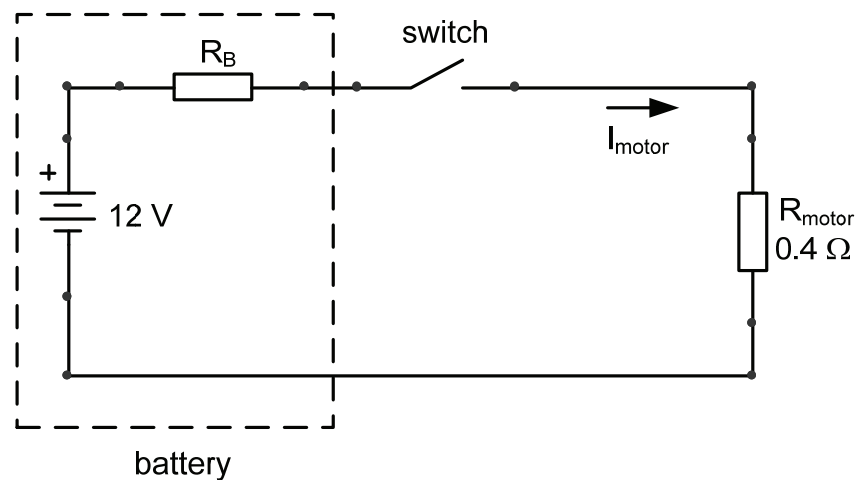 switch
R_B
I_motor
+
12 V
R_motor
0.4 Ω
battery